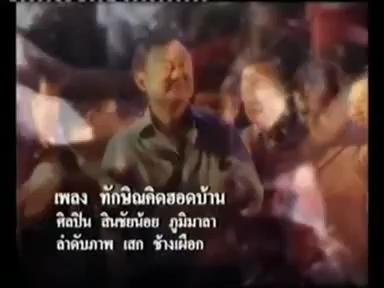 เพลง ทักษิณคิดฮอดบ้าน
ศิลปิน สินชัยน้อย ภูมิมาลา
ลำดับภาพ เสก ช้างเผือก